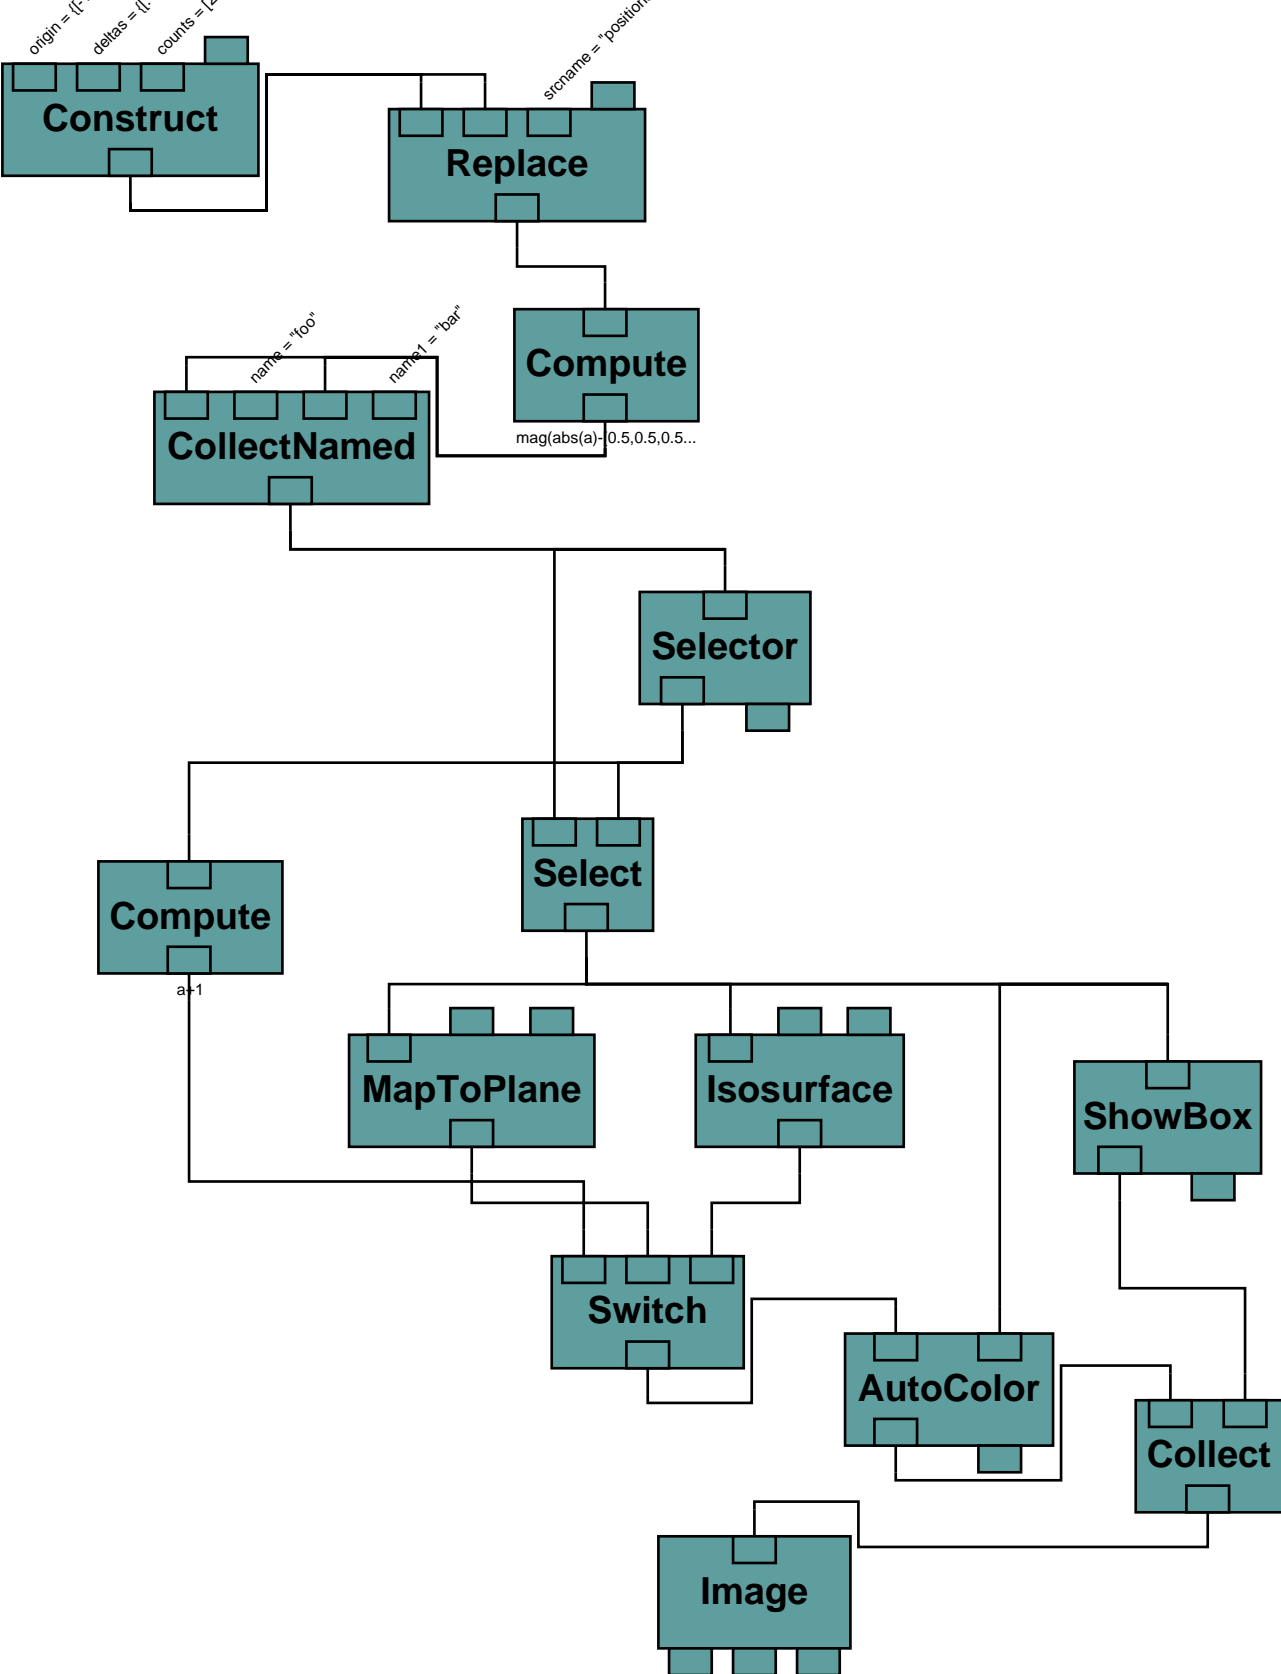 origin = {[-
deltas = {[.
counts = [2
srcname = "position
Construct
Replace
name = "foo"
name1 = "bar"
Compute
mag(abs(a)-[0.5,0.5,0.5...
CollectNamed
Selector
Select
Compute
a+1
MapToPlane
Isosurface
ShowBox
Switch
AutoColor
Collect
Image